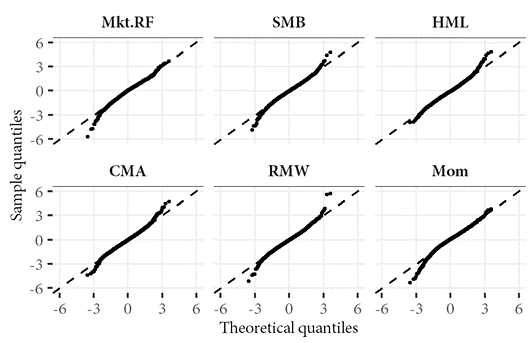 Mkt.RF SMB HML
6
3
0
-3
-6
CMA RMW Mom
6
3
0
-3
-6
-6 -3 0 3 6 -6 -3 0 3 6 -6 -3 0 3 6
Sample quantiles
Theoretical quantiles